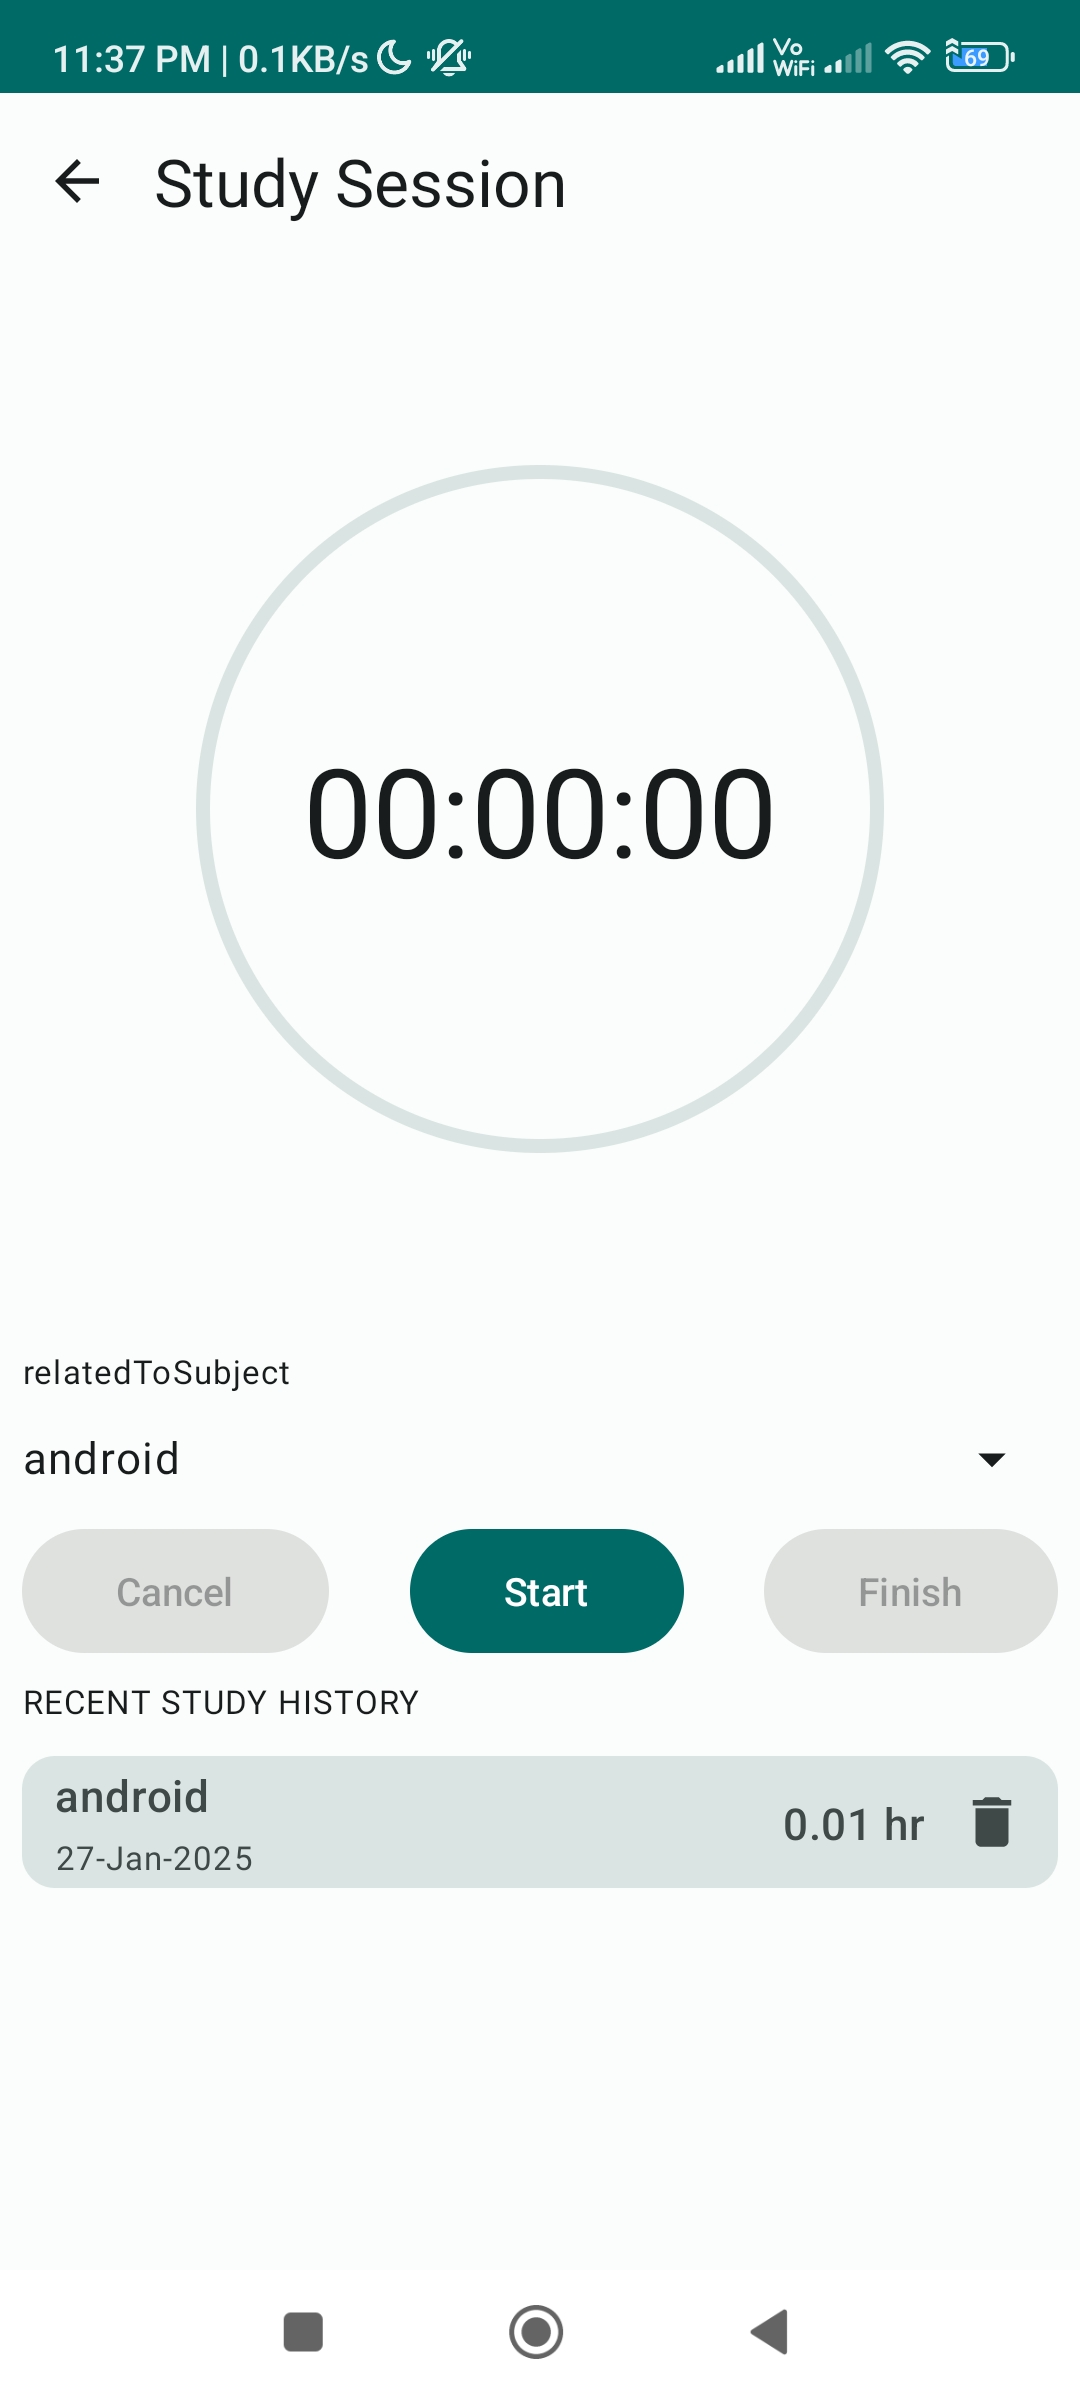 11:37 PM | 0.1KB/s Vo WiFi 69
Study Session
00:00:00
relatedToSubject
android
Cancel Start Finish
RECENT STUDY HISTORY
android
0.01 hr
27-Jan-2025